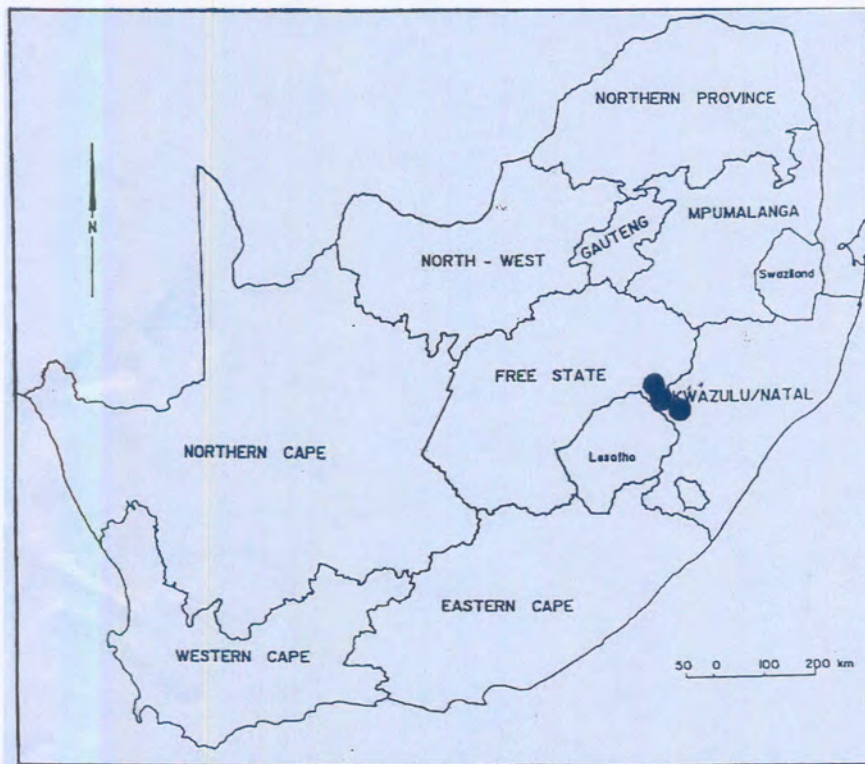 NORTHERN PROVINCE
MPUMALANGA
GAUTENG
N
NORTH - WEST
Swaziland
FREE STATE
KWAZULU/NATAL
NORTHERN CAPE
Lesotho
EASTERN CAPE
WESTERN CAPE
50 0 100 200 km